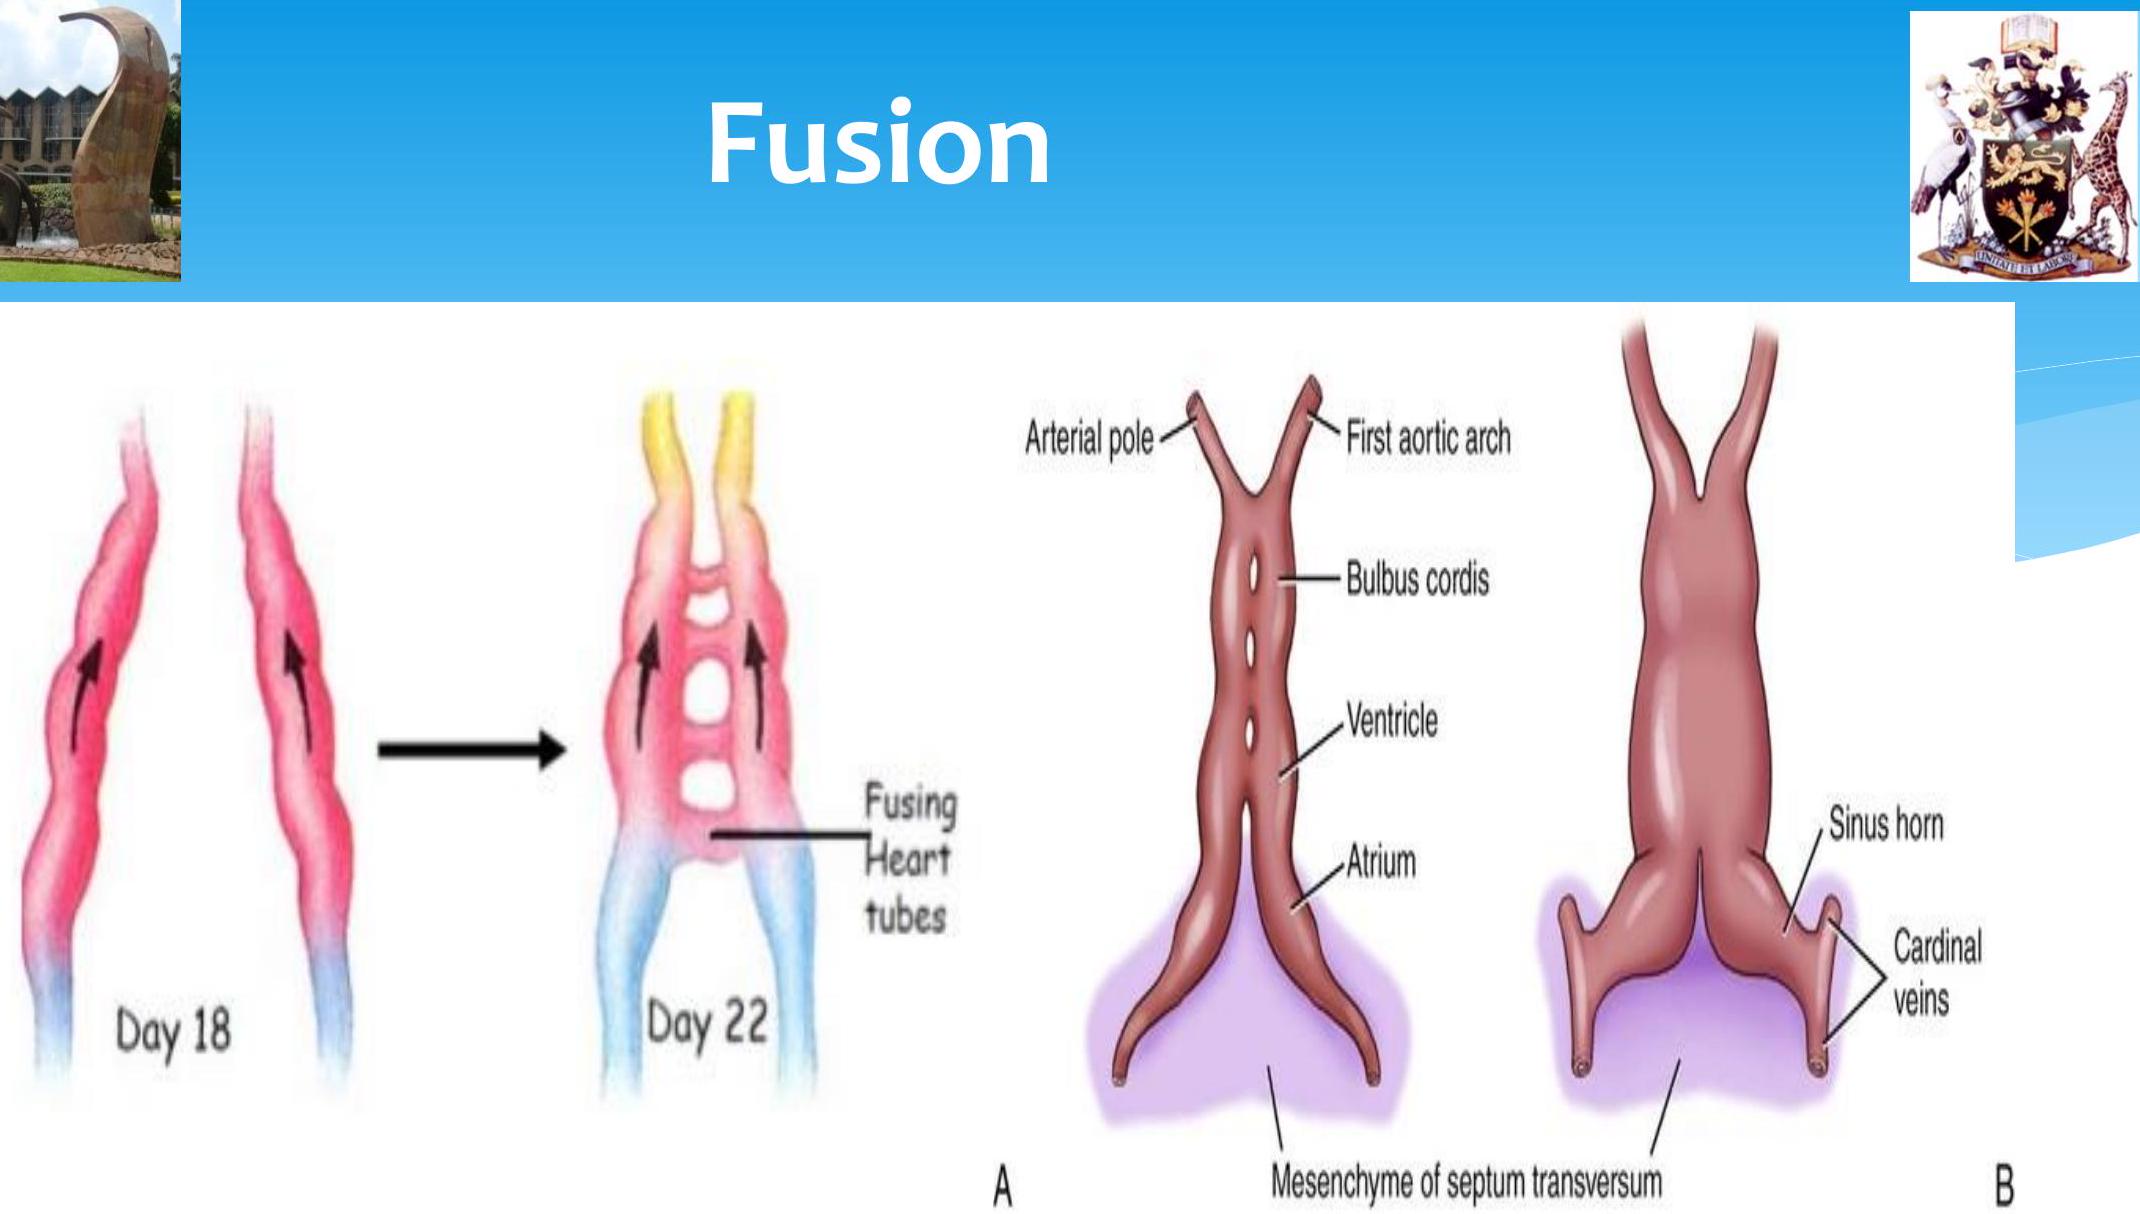 Fusion
UNITATE ET LABORE
Day 18
Day 22
Fusing
Heart
tubes
Arterial pole
First aortic arch
Bulbus cordis
Ventricle
Atrium
Sinus horn
Cardinal
veins
Mesenchyme of septum transversum
A
B